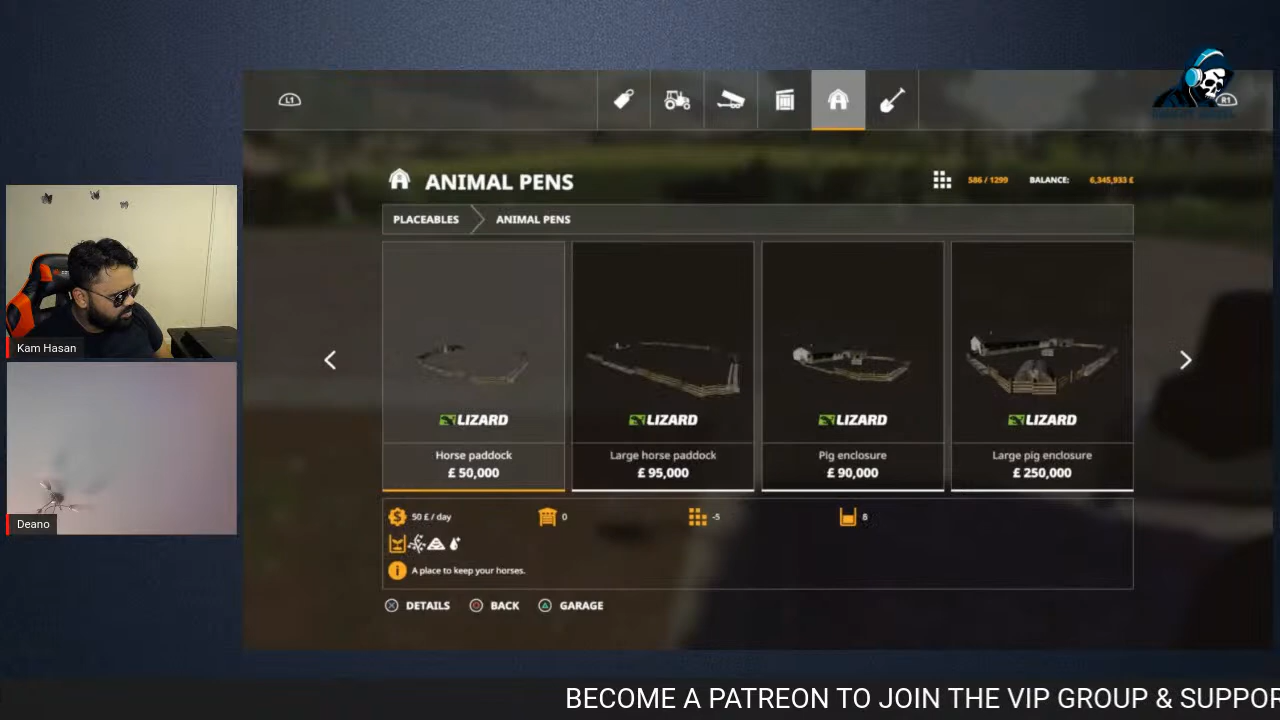 L1
R1
ANIMAL PENS
586 / 1299 BALANCE: 6,345,933 £
PLACEABLES ANIMAL PENS
LIZARD LIZARD LIZARD LIZARD
Horse paddock Large horse paddock Pig enclosure Large pig enclosure
£ 50,000 £ 95,000 £ 90,000 £ 250,000
50 £ / day 0 -5 8
A place to keep your horses.
DETAILS BACK GARAGE
Kam Hasan
Deano
BECOME A PATREON TO JOIN THE VIP GROUP & SUPPOR